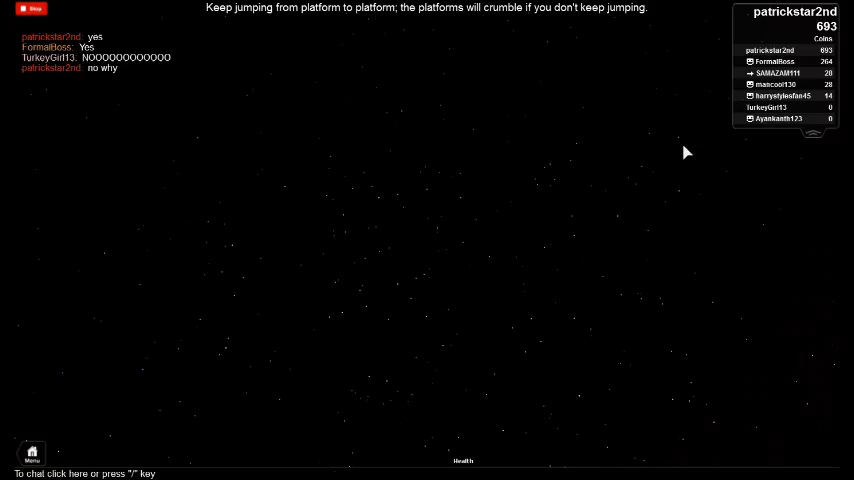 Stop
Keep jumping from platform to platform; the platforms will crumble if you don't keep jumping.
patrickstar2nd: yes
FormalBoss: Yes
TurkeyGirl13: NOOOOOOOOOOOO
patrickstar2nd: no why
patrickstar2nd
693
Coins
patrickstar2nd 693
FormalBoss 264
SAMAZAM111 28
mancool130 28
harrystylesfan45 14
TurkeyGirl13 0
Ayankanth123 0
Menu
Health
To chat click here or press "/" key